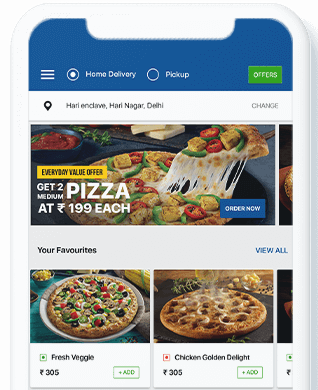 Home Delivery Pickup OFFERS
Hari enclave, Hari Nagar, Delhi CHANGE
EVERYDAY VALUE OFFER
GET 2 MEDIUM PIZZA
AT ₹ 199 EACH
ORDER NOW
Your Favourites VIEW ALL
Fresh Veggie
₹ 305 + ADD
Chicken Golden Delight
₹ 305 + ADD